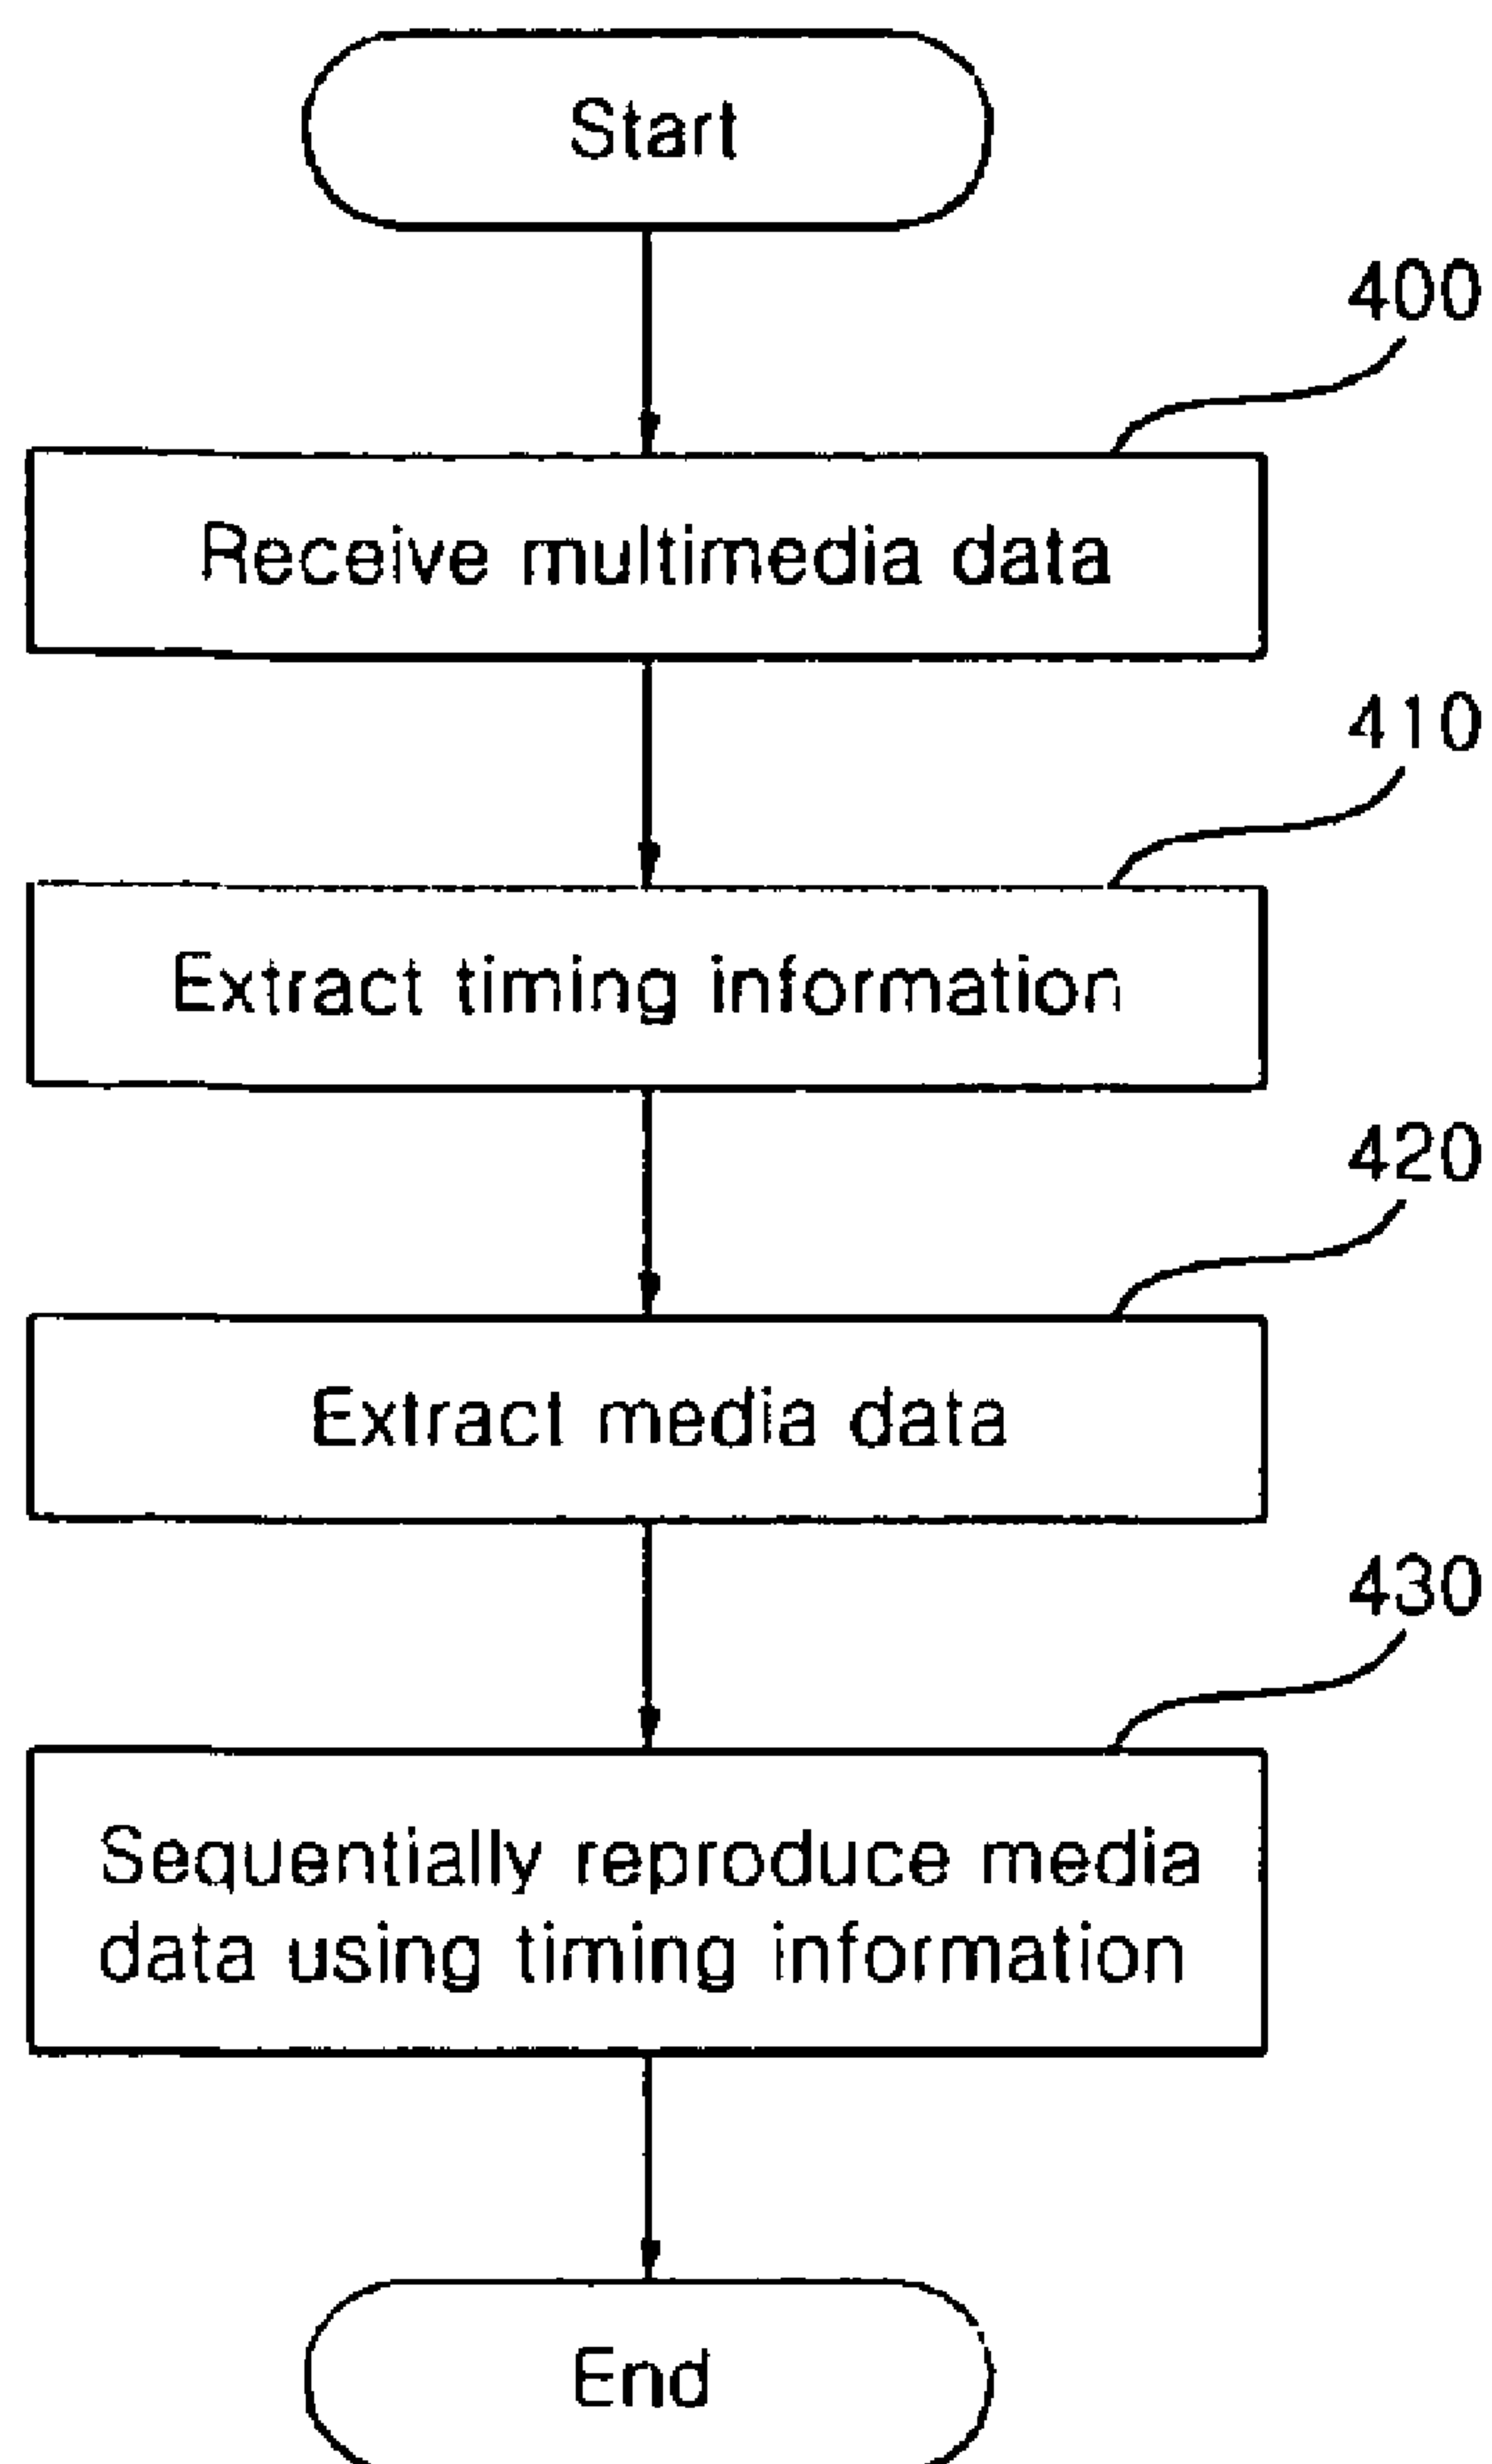 Start
400
Receive multimedia data
410
Extract timing information
420
Extract media data
430
Sequentially reproduce media
data using timing information
End